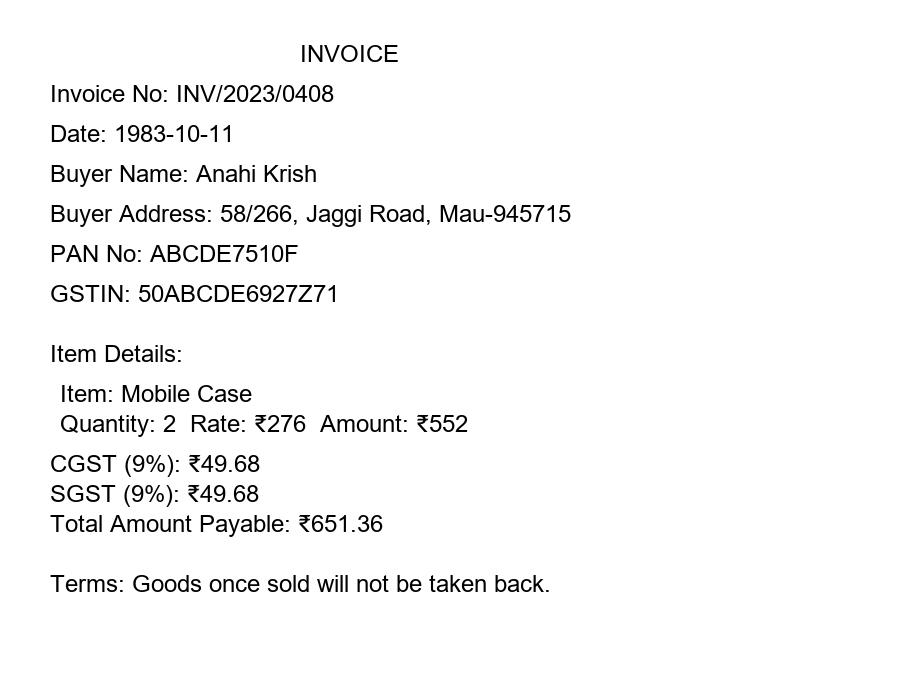 INVOICE
Invoice No: INV/2023/0408
Date: 1983-10-11
Buyer Name: Anahi Krish
Buyer Address: 58/266, Jaggi Road, Mau-945715
PAN No: ABCDE7510F
GSTIN: 50ABCDE6927Z71
Item Details:
Item: Mobile Case
Quantity: 2  Rate: ₹276  Amount: ₹552
CGST (9%): ₹49.68
SGST (9%): ₹49.68
Total Amount Payable: ₹651.36
Terms: Goods once sold will not be taken back.